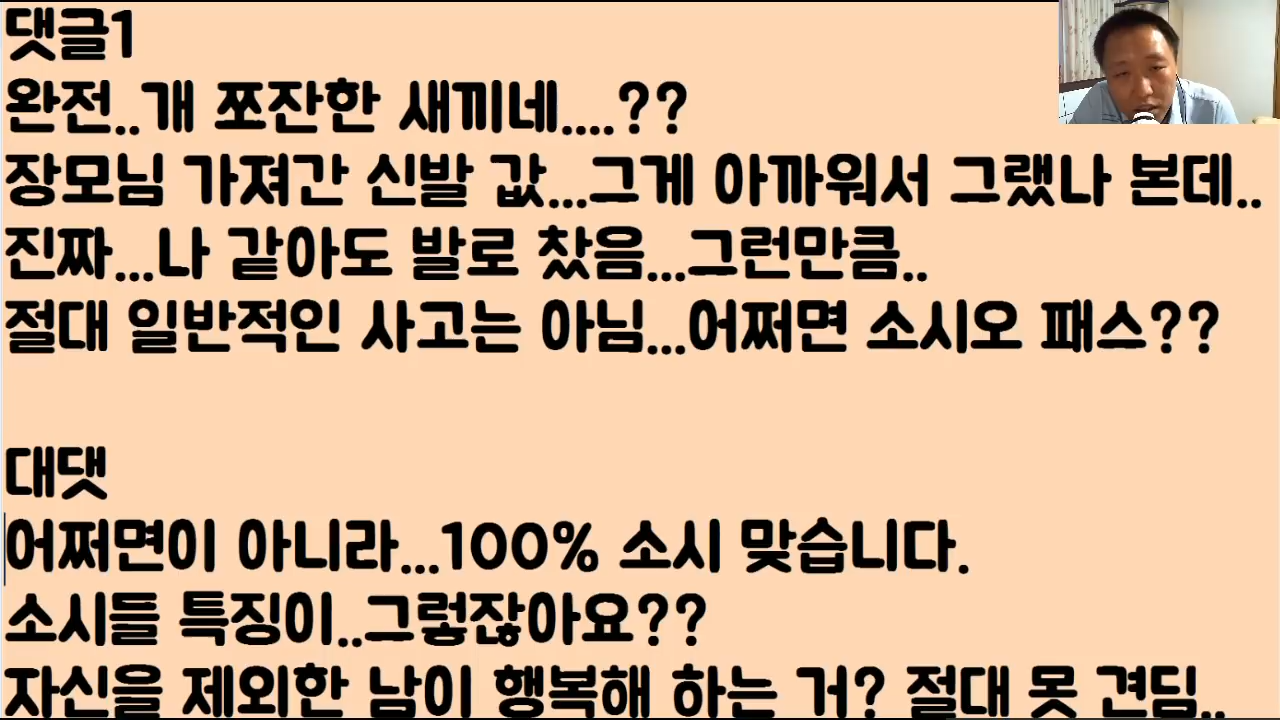 댓글1
완전..개 쪼잔한 새끼네....??
장모님 가져간 신발 값...그게 아까워서 그랬나 본데..
진짜...나 같아도 발로 찼음...그런만큼..
절대 일반적인 사고는 아님...어쩌면 소시오 패스??
대댓
어쩌면이 아니라...100% 소시 맞습니다.
소시들 특징이..그렇잖아요??
자신을 제외한 남이 행복해 하는 거? 절대 못 견딤..